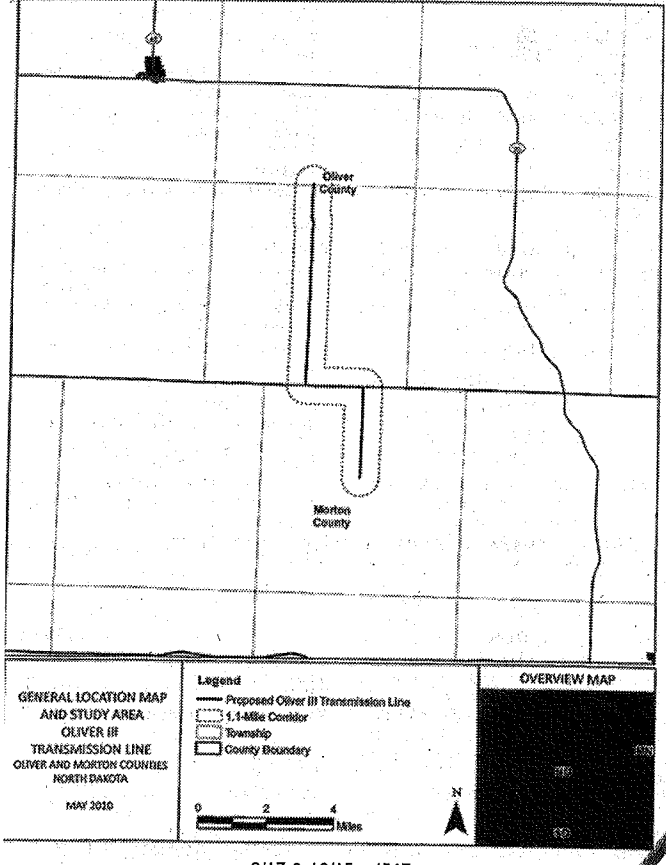 Oliver
County
Morton
County
GENERAL LOCATION MAP
AND STUDY AREA
OLIVER III
TRANSMISSION LINE
OLIVER AND MORTON COUNTIES
NORTH DAKOTA
MAY 2010
Legend
Proposed Oliver III Transmission Line
1.1-Mile Corridor
Township
County Boundary
0 2 4
Miles
N
OVERVIEW MAP